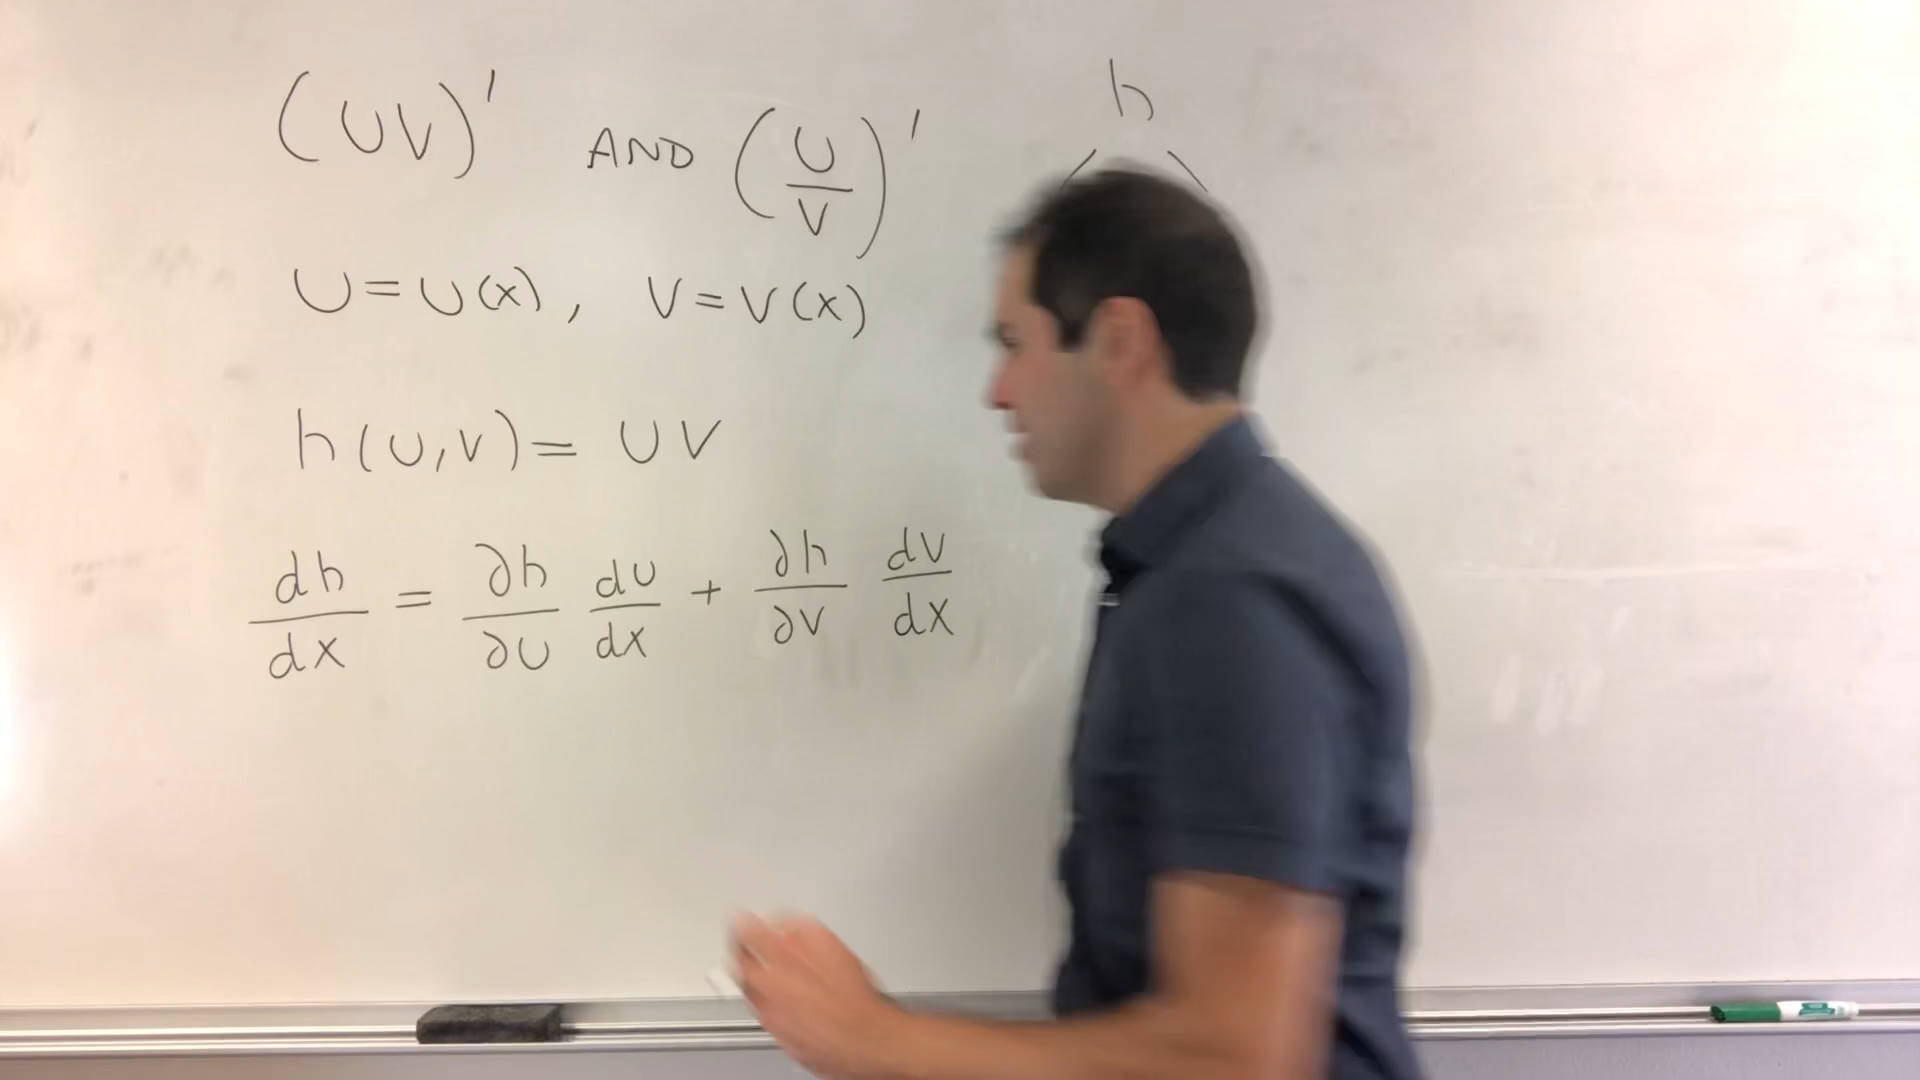 (UV)' AND (U/V)'
h
U=U(x), V=V(x)
h(U,V)= UV
dh/dx = ∂h/∂U dU/dx + ∂h/∂V dV/dx